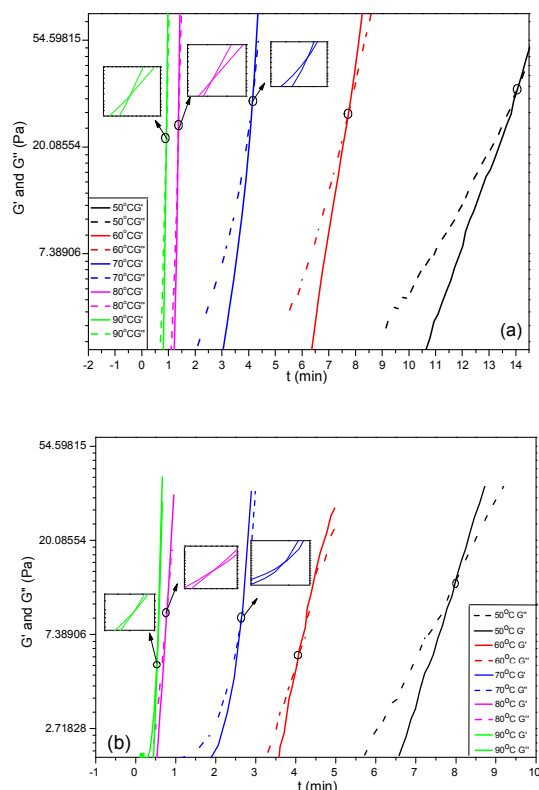 54.59815
20.08554
7.38906
G' and G'' (Pa)
50°CG'
50°CG''
60°CG'
60°CG''
70°CG'
70°CG''
80°CG'
80°CG''
90°CG'
90°CG''
(a)
-2 -1 0 1 2 3 4 5 6 7 8 9 10 11 12 13 14
t (min)
54.59815
20.08554
7.38906
2.71828
G' and G'' (Pa)
50°C G''
50°C G'
60°C G'
60°C G''
70°C G'
70°C G''
80°C G'
80°C G''
90°C G'
90°C G''
(b)
-1 0 1 2 3 4 5 6 7 8 9 10
t (min)